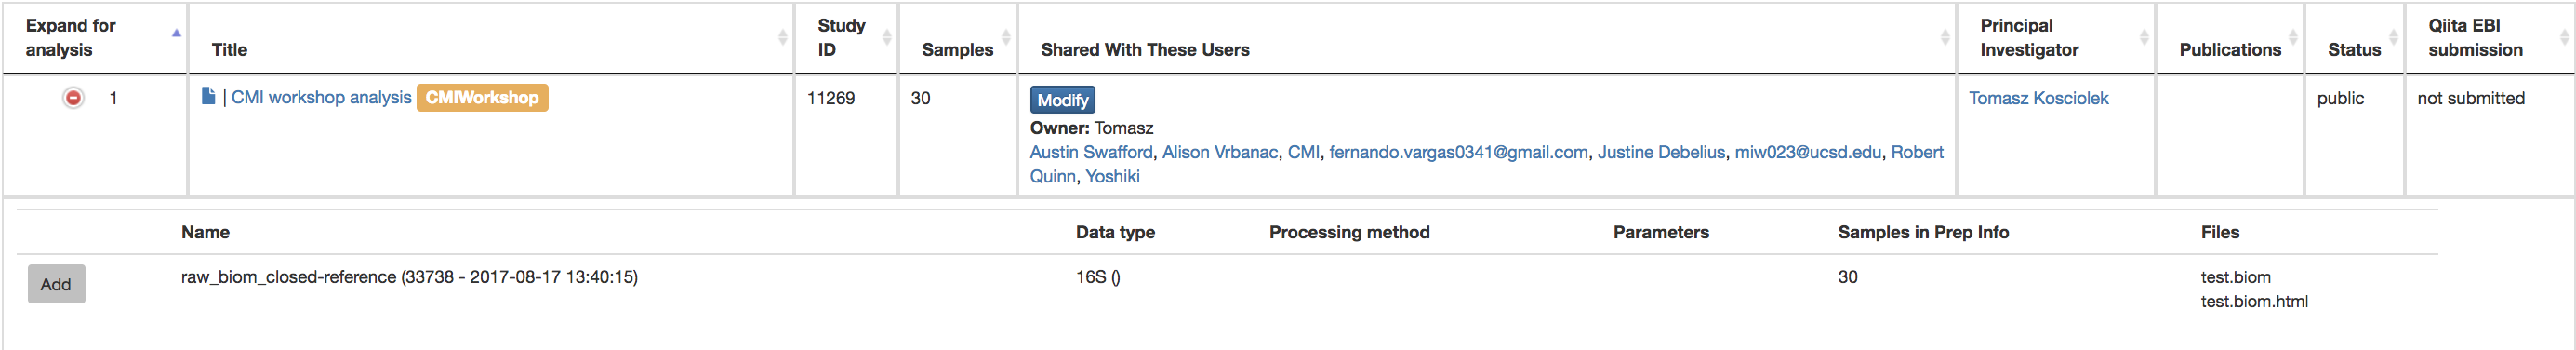 Expand for analysis Title Study ID Samples Shared With These Users Principal Investigator Publications Status Qiita EBI submission
1 | CMI workshop analysis CMIWorkshop 11269 30 Modify Tomasz Kosciolek public not submitted
Owner: Tomasz
Austin Swafford, Alison Vrbanac, CMI, fernando.vargas0341@gmail.com, Justine Debelius, miw023@ucsd.edu, Robert
Quinn, Yoshiki
Name Data type Processing method Parameters Samples in Prep Info Files
Add raw_biom_closed-reference (33738 - 2017-08-17 13:40:15) 16S () 30 test.biom
test.biom.html